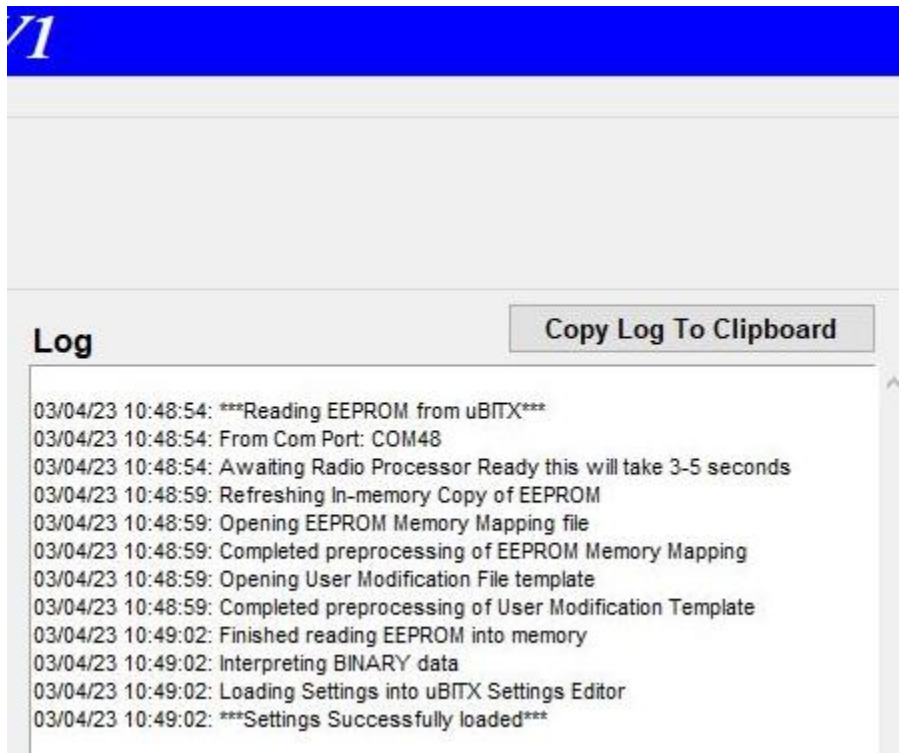 V1
Log
Copy Log To Clipboard
03/04/23 10:48:54: ***Reading EEPROM from uBITX***
03/04/23 10:48:54: From Com Port: COM48
03/04/23 10:48:54: Awaiting Radio Processor Ready this will take 3-5 seconds
03/04/23 10:48:59: Refreshing In-memory Copy of EEPROM
03/04/23 10:48:59: Opening EEPROM Memory Mapping file
03/04/23 10:48:59: Completed preprocessing of EEPROM Memory Mapping
03/04/23 10:48:59: Opening User Modification File template
03/04/23 10:48:59: Completed preprocessing of User Modification Template
03/04/23 10:49:02: Finished reading EEPROM into memory
03/04/23 10:49:02: Interpreting BINARY data
03/04/23 10:49:02: Loading Settings into uBITX Settings Editor
03/04/23 10:49:02: ***Settings Successfully loaded***